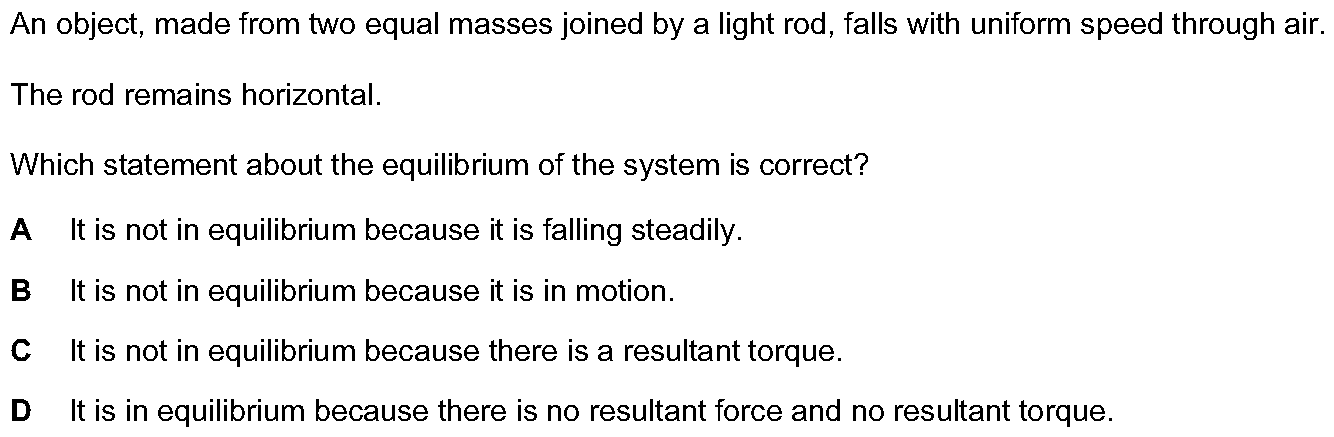 An object, made from two equal masses joined by a light rod, falls with uniform speed through air.
The rod remains horizontal.
Which statement about the equilibrium of the system is correct?
A It is not in equilibrium because it is falling steadily.
B It is not in equilibrium because it is in motion.
C It is not in equilibrium because there is a resultant torque.
D It is in equilibrium because there is no resultant force and no resultant torque.